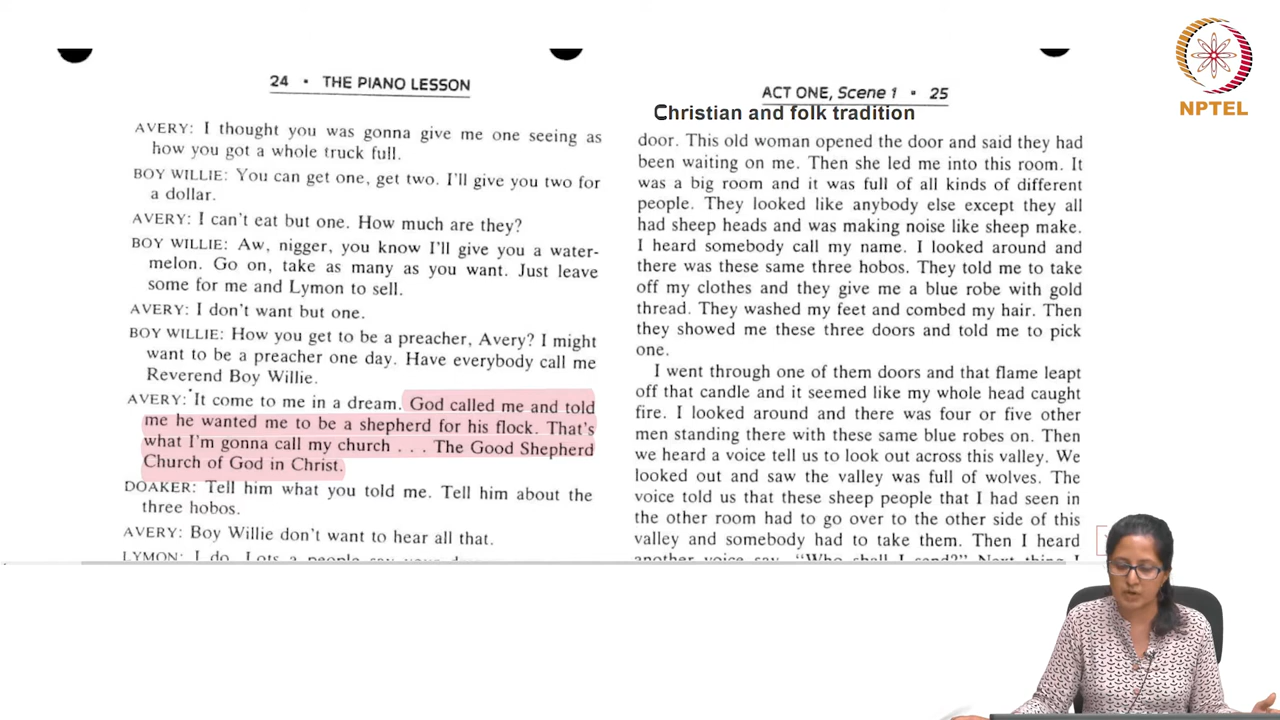 24 • THE PIANO LESSON
AVERY: I thought you was gonna give me one seeing as
how you got a whole truck full.
BOY WILLIE: You can get one, get two. I'll give you two for
a dollar.
AVERY: I can't eat but one. How much are they?
BOY WILLIE: Aw, nigger, you know I'll give you a water-
melon. Go on, take as many as you want. Just leave
some for me and Lymon to sell.
AVERY: I don't want but one.
BOY WILLIE: How you get to be a preacher, Avery? I might
want to be a preacher one day. Have everybody call me
Reverend Boy Willie.
AVERY: It come to me in a dream. God called me and told
me he wanted me to be a shepherd for his flock. That's
what I'm gonna call my church . . . The Good Shepherd
Church of God in Christ.
DOAKER: Tell him what you told me. Tell him about the
three hobos.
AVERY: Boy Willie don't want to hear all that.
LYMON: I do. Lots a people say your
ACT ONE, Scene 1 • 25
Christian and folk tradition
door. This old woman opened the door and said they had
been waiting on me. Then she led me into this room. It
was a big room and it was full of all kinds of different
people. They looked like anybody else except they all
had sheep heads and was making noise like sheep make.
I heard somebody call my name. I looked around and
there was these same three hobos. They told me to take
off my clothes and they give me a blue robe with gold
thread. They washed my feet and combed my hair. Then
they showed me these three doors and told me to pick
one.
I went through one of them doors and that flame leapt
off that candle and it seemed like my whole head caught
fire. I looked around and there was four or five other
men standing there with these same blue robes on. Then
we heard a voice tell us to look out across this valley. We
looked out and saw the valley was full of wolves. The
voice told us that these sheep people that I had seen in
the other room had to go over to the other side of this
valley and somebody had to take them. Then I heard
another voice say, "Who shall I send?" Next thing I
NPTEL